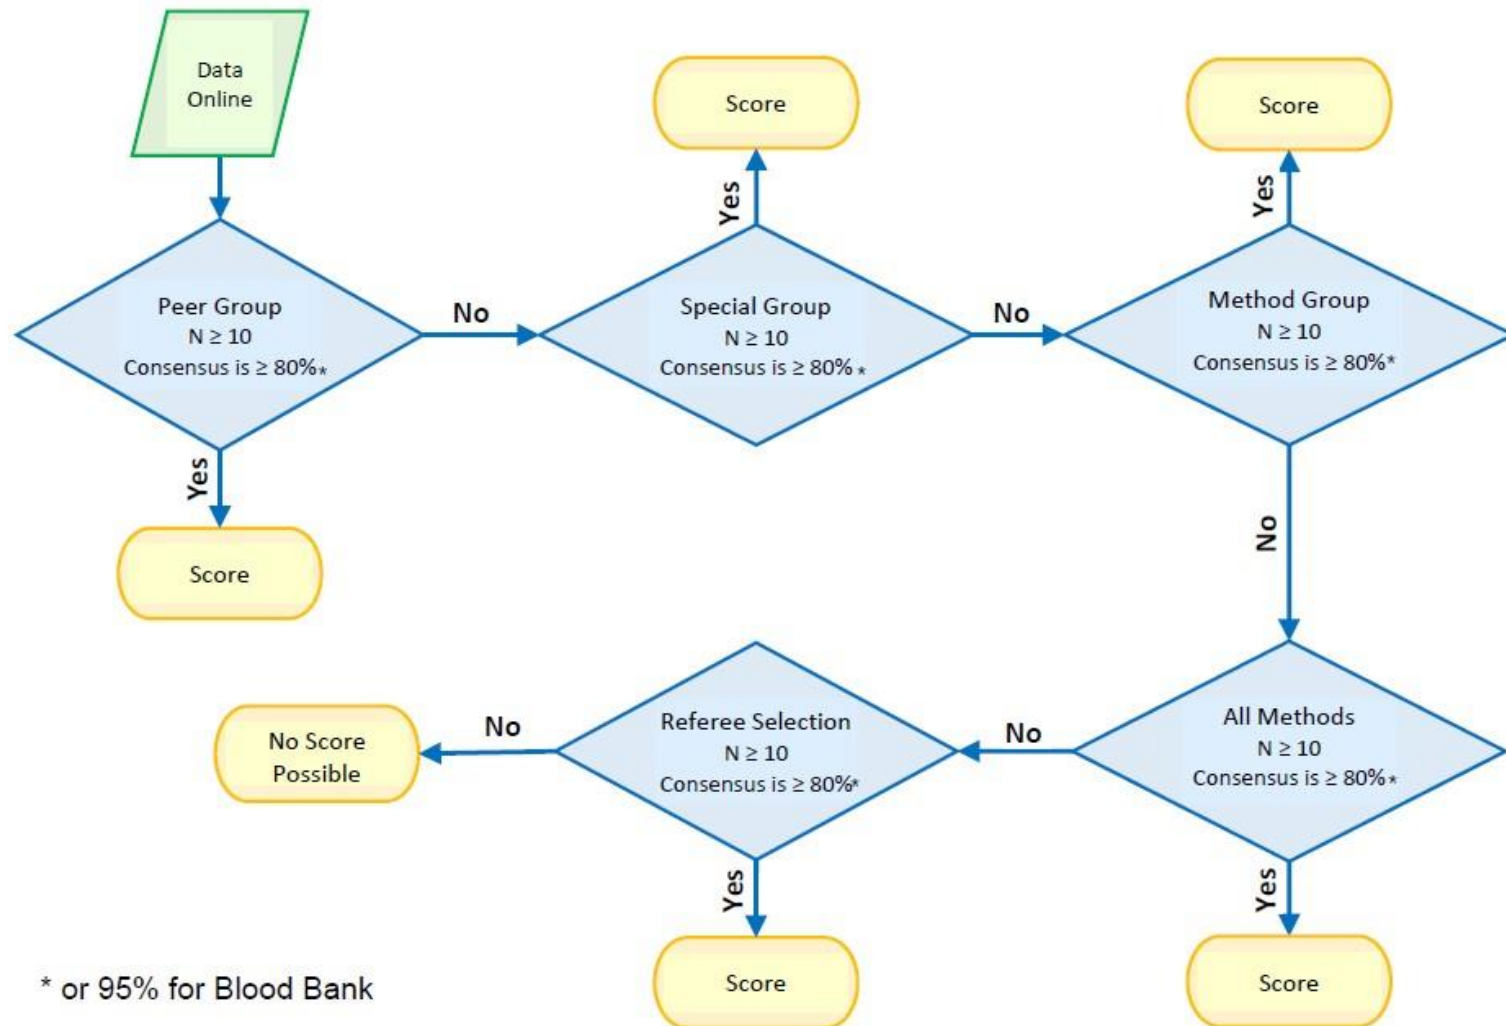 Data
Online
Peer Group
N ≥ 10
Consensus is ≥ 80%*
Yes
Score
No
Special Group
N ≥ 10
Consensus is ≥ 80%*
Yes
Score
No
Method Group
N ≥ 10
Consensus is ≥ 80%*
Yes
Score
No
All Methods
N ≥ 10
Consensus is ≥ 80%*
Yes
Score
No
Referee Selection
N ≥ 10
Consensus is ≥ 80%*
Yes
Score
No
No Score
Possible
* or 95% for Blood Bank